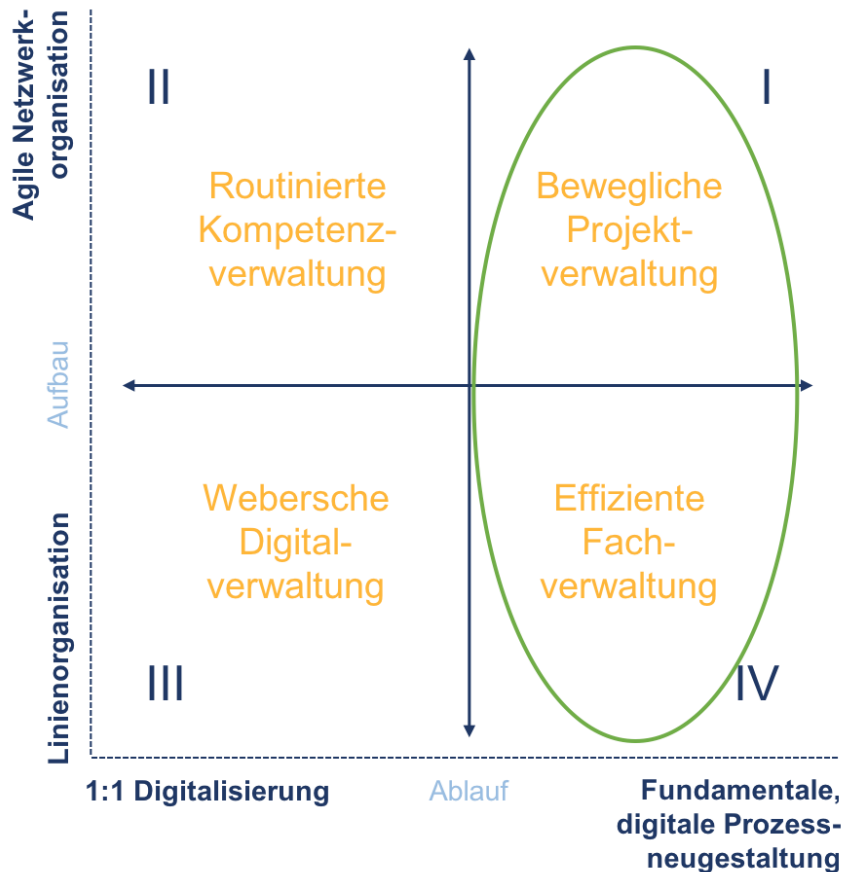 Agile Netzwerk-
organisation
Aufbau
Linienorganisation
II
I
Routinierte
Kompetenz-
verwaltung
Bewegliche
Projekt-
verwaltung
Webersche
Digital-
verwaltung
Effiziente
Fach-
verwaltung
III
IV
1:1 Digitalisierung
Ablauf
Fundamentale,
digitale Prozess-
neugestaltung